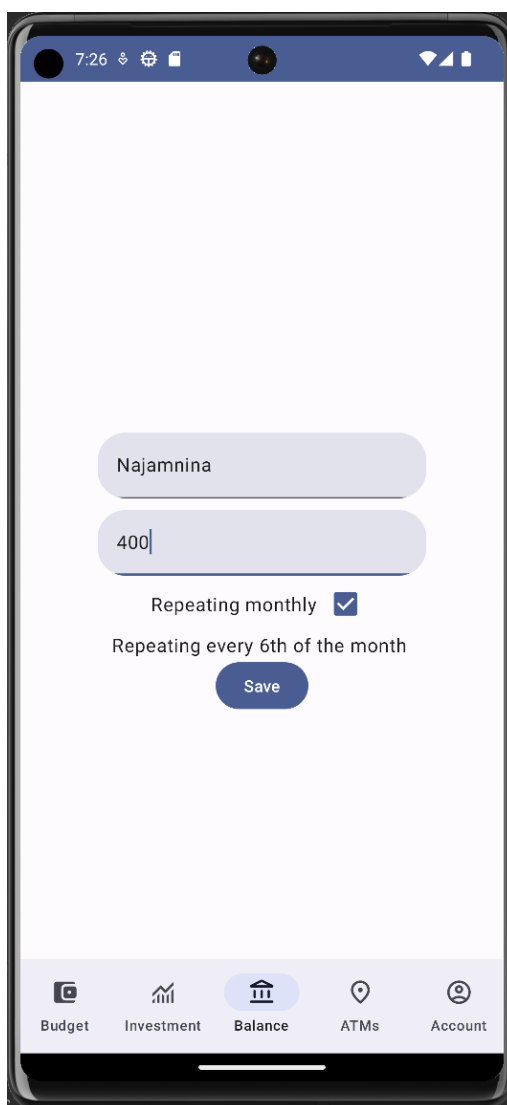 7:26
Najamnina
400
Repeating monthly
Repeating every 6th of the month
Save
Budget Investment Balance ATMs Account